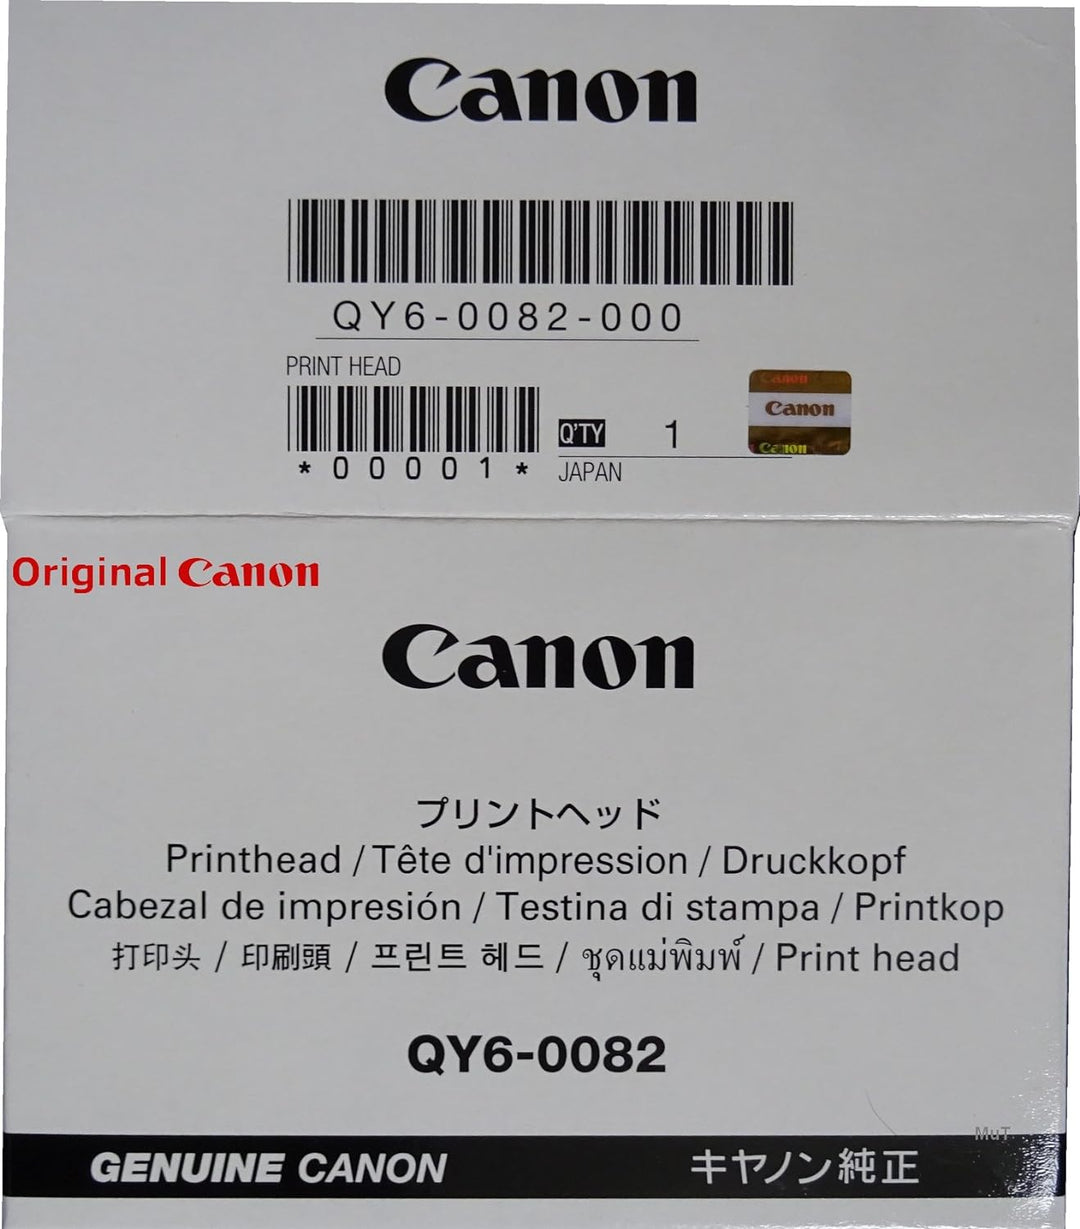 Canon
QY6-0082-000
PRINT HEAD
Canon
Canon
Canon
*00001*
Q'TY 1
JAPAN
Original Canon
Canon
プリントヘッド
Printhead / Tête d'impression / Druckkopf
Cabezal de impresión / Testina di stampa / Printkop
打印头 / 印刷頭 / 프린트 헤드 / ชุดแม่พิมพ์ / Print head
QY6-0082
MuT
GENUINE CANON キヤノン純正